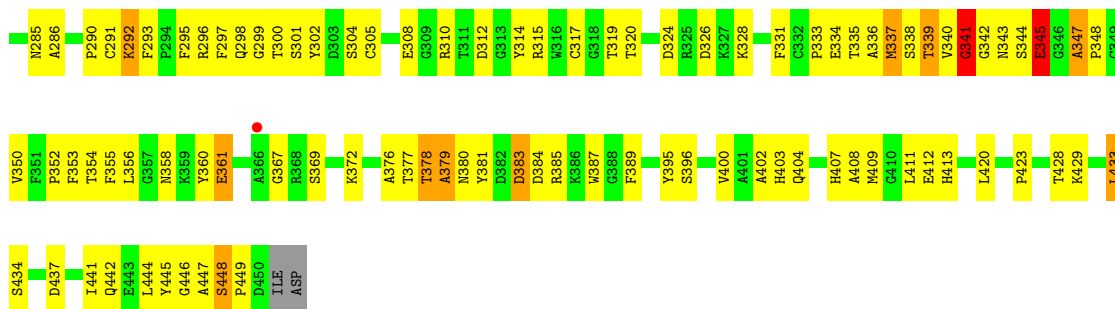 N285 A286 P290 C291 K292 F293 P294 F295 R296 F297 Q298 G299 T300 S301 Y302 D303 S304 C305 E308 G309 R310 T311 D312 G313 Y314 R315 W316 C317 G318 T319 T320 D324 R325 D326 K327 K328 F331 C332 P333 E334 T335 A336 M337 S338 T339 V340 G341 G342 N343 S344 E345 G346 A347 P348 C349
V350 F351 P352 F353 T354 F355 L356 G357 N358 K359 Y360 E361 A366 G367 R368 S369 K372 A376 T377 T378 A379 N380 Y381 D382 D383 D384 R385 K386 W387 G388 F389 Y395 S396 V400 A401 A402 H403 Q404 H407 A408 M409 G410 L411 E412 H413 L420 P423 T428 K429 L433
S434 D437 I441 Q442 E443 L444 Y445 G446 A447 S448 P449 D450 ILE ASP